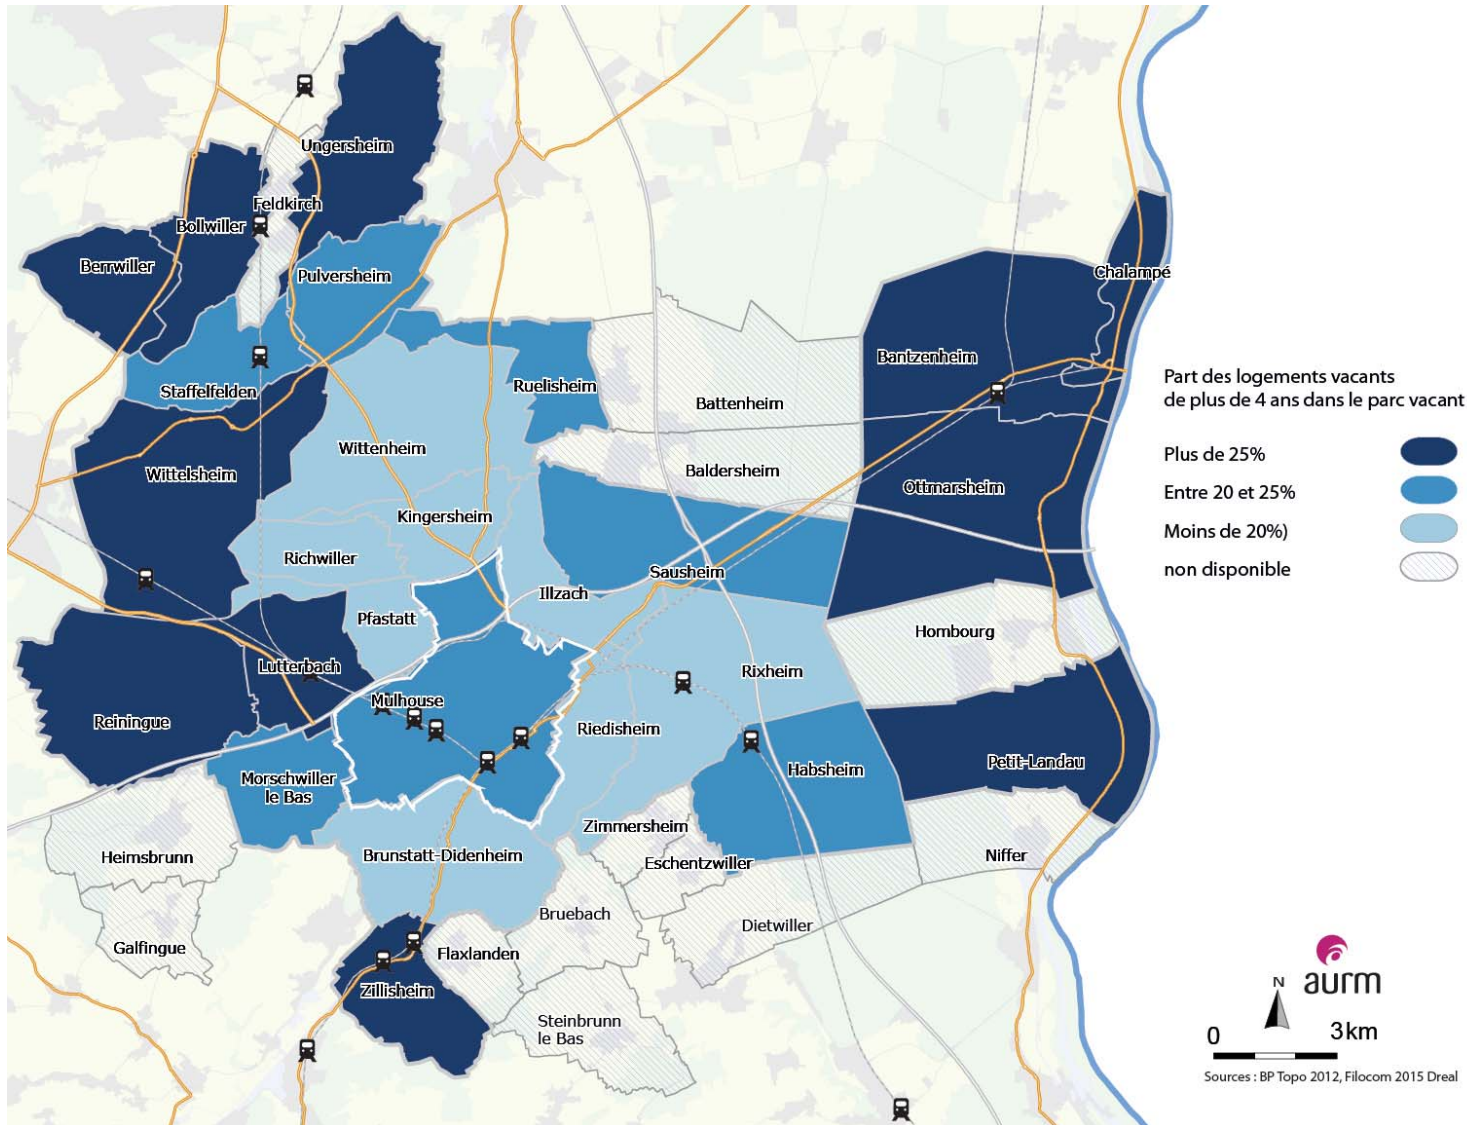 Ungersheim
Feldkirch
Bollwiller
Berrwiller
Pulversheim
Chalampé
Bantzenheim
Staffelfelden
Ruelisheim
Battenheim
Wittenheim
Baldersheim
Wittelsheim
Ottmarsheim
Kingersheim
Richwiller
Sausheim
Illzach
Pfastatt
Hombourg
Lutterbach
Rixheim
Mulhouse
Reiningue
Riedisheim
Petit-Landau
Habsheim
Morschwiller
le Bas
Zimmersheim
Heimsbrunn
Brunstatt-Didenheim
Eschentzwiller
Niffer
Bruebach
Dietwiller
Galfingue
Flaxlanden
Zillisheim
Steinbrunn
le Bas
Part des logements vacants
de plus de 4 ans dans le parc vacant
Plus de 25%
Entre 20 et 25%
Moins de 20%)
non disponible
aurm
N
0 3km
Sources : BP Topo 2012, Filocom 2015 Dreal